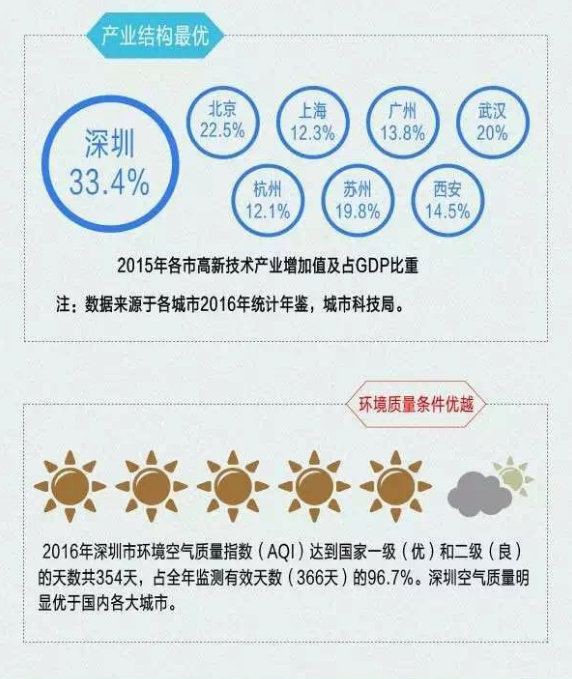 产业结构最优
深圳
33.4%
北京
22.5%
上海
12.3%
广州
13.8%
武汉
20%
杭州
12.1%
苏州
19.8%
西安
14.5%
2015年各市高新技术产业增加值及占GDP比重
注：数据来源于各城市2016年统计年鉴，城市科技局。
环境质量条件优越
2016年深圳市环境空气质量指数（AQI）达到国家一级（优）和二级（良）
的天数共354天，占全年监测有效天数（366天）的96.7%。深圳空气质量明
显优于国内各大城市。